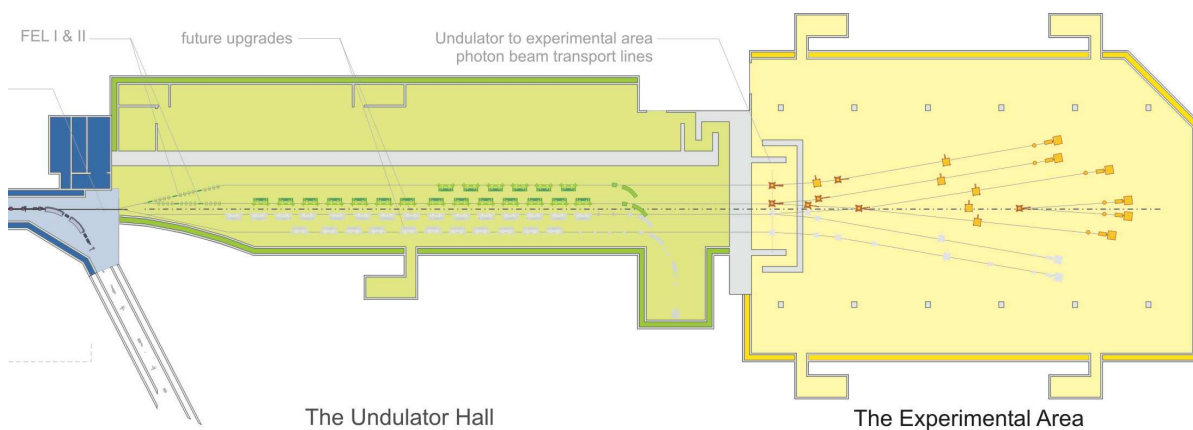 FEL I & II
future upgrades
Undulator to experimental area
photon beam transport lines
The Undulator Hall
The Experimental Area